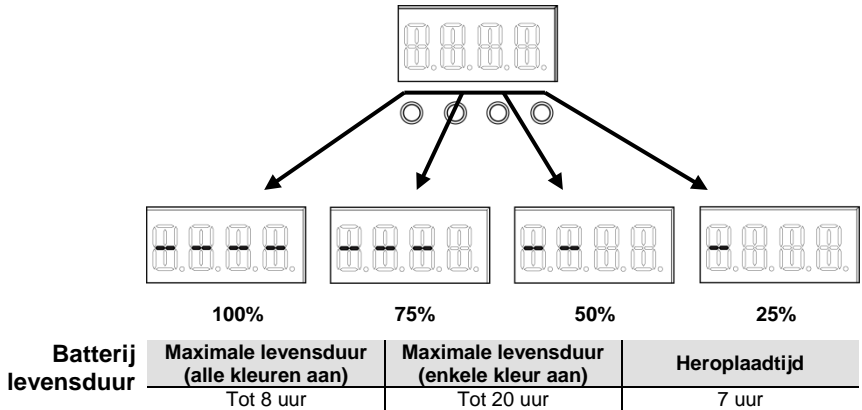 100% 75% 50% 25%
Batterij levensduur
Maximale levensduur (alle kleuren aan)
Maximale levensduur (enkele kleur aan)
Heroplaadtijd
Tot 8 uur
Tot 20 uur
7 uur